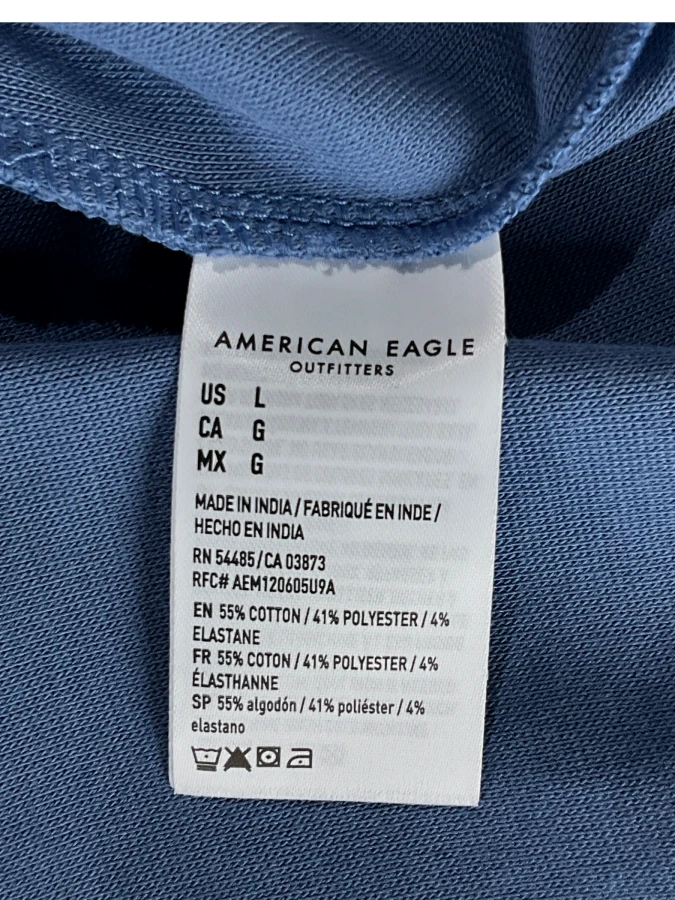 AMERICAN EAGLE
OUTFITTERS
US L
CA G
MX G
MADE IN INDIA / FABRIQUÉ EN INDE /
HECHO EN INDIA
RN 54485 / CA 03873
RFC# AEM120605U9A
EN 55% COTTON / 41% POLYESTER / 4%
ELASTANE
FR 55% COTON / 41% POLYESTER / 4%
ÉLASTHANNE
SP 55% algodón / 41% poliéster / 4%
elastano